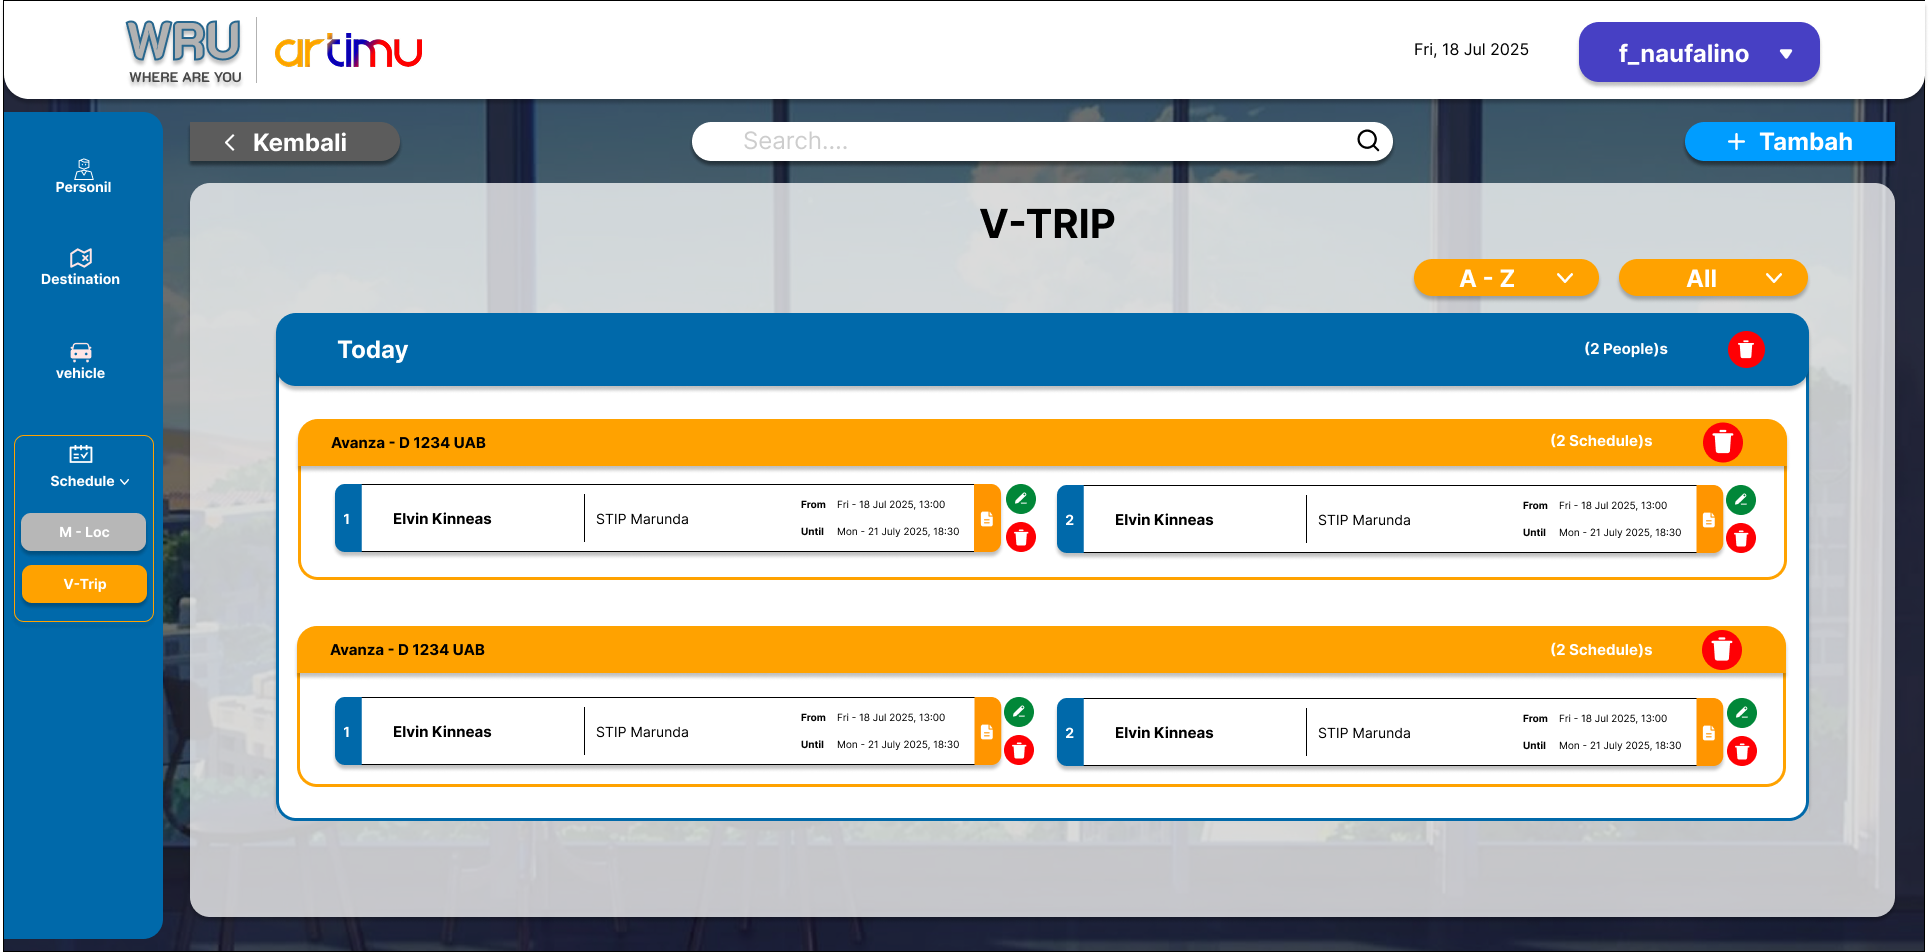 WRU
WHERE ARE YOU
artimu
Fri, 18 Jul 2025
f_naufalino
Kembali
Search....
+ Tambah
Personil
Destination
vehicle
Schedule
M - Loc
V-Trip
V-TRIP
A - Z
All
Today
(2 People)s
Avanza - D 1234 UAB
(2 Schedule)s
1
Elvin Kinneas
STIP Marunda
From Fri - 18 Jul 2025, 13:00
Until Mon - 21 July 2025, 18:30
2
Elvin Kinneas
STIP Marunda
From Fri - 18 Jul 2025, 13:00
Until Mon - 21 July 2025, 18:30
Avanza - D 1234 UAB
(2 Schedule)s
1
Elvin Kinneas
STIP Marunda
From Fri - 18 Jul 2025, 13:00
Until Mon - 21 July 2025, 18:30
2
Elvin Kinneas
STIP Marunda
From Fri - 18 Jul 2025, 13:00
Until Mon - 21 July 2025, 18:30